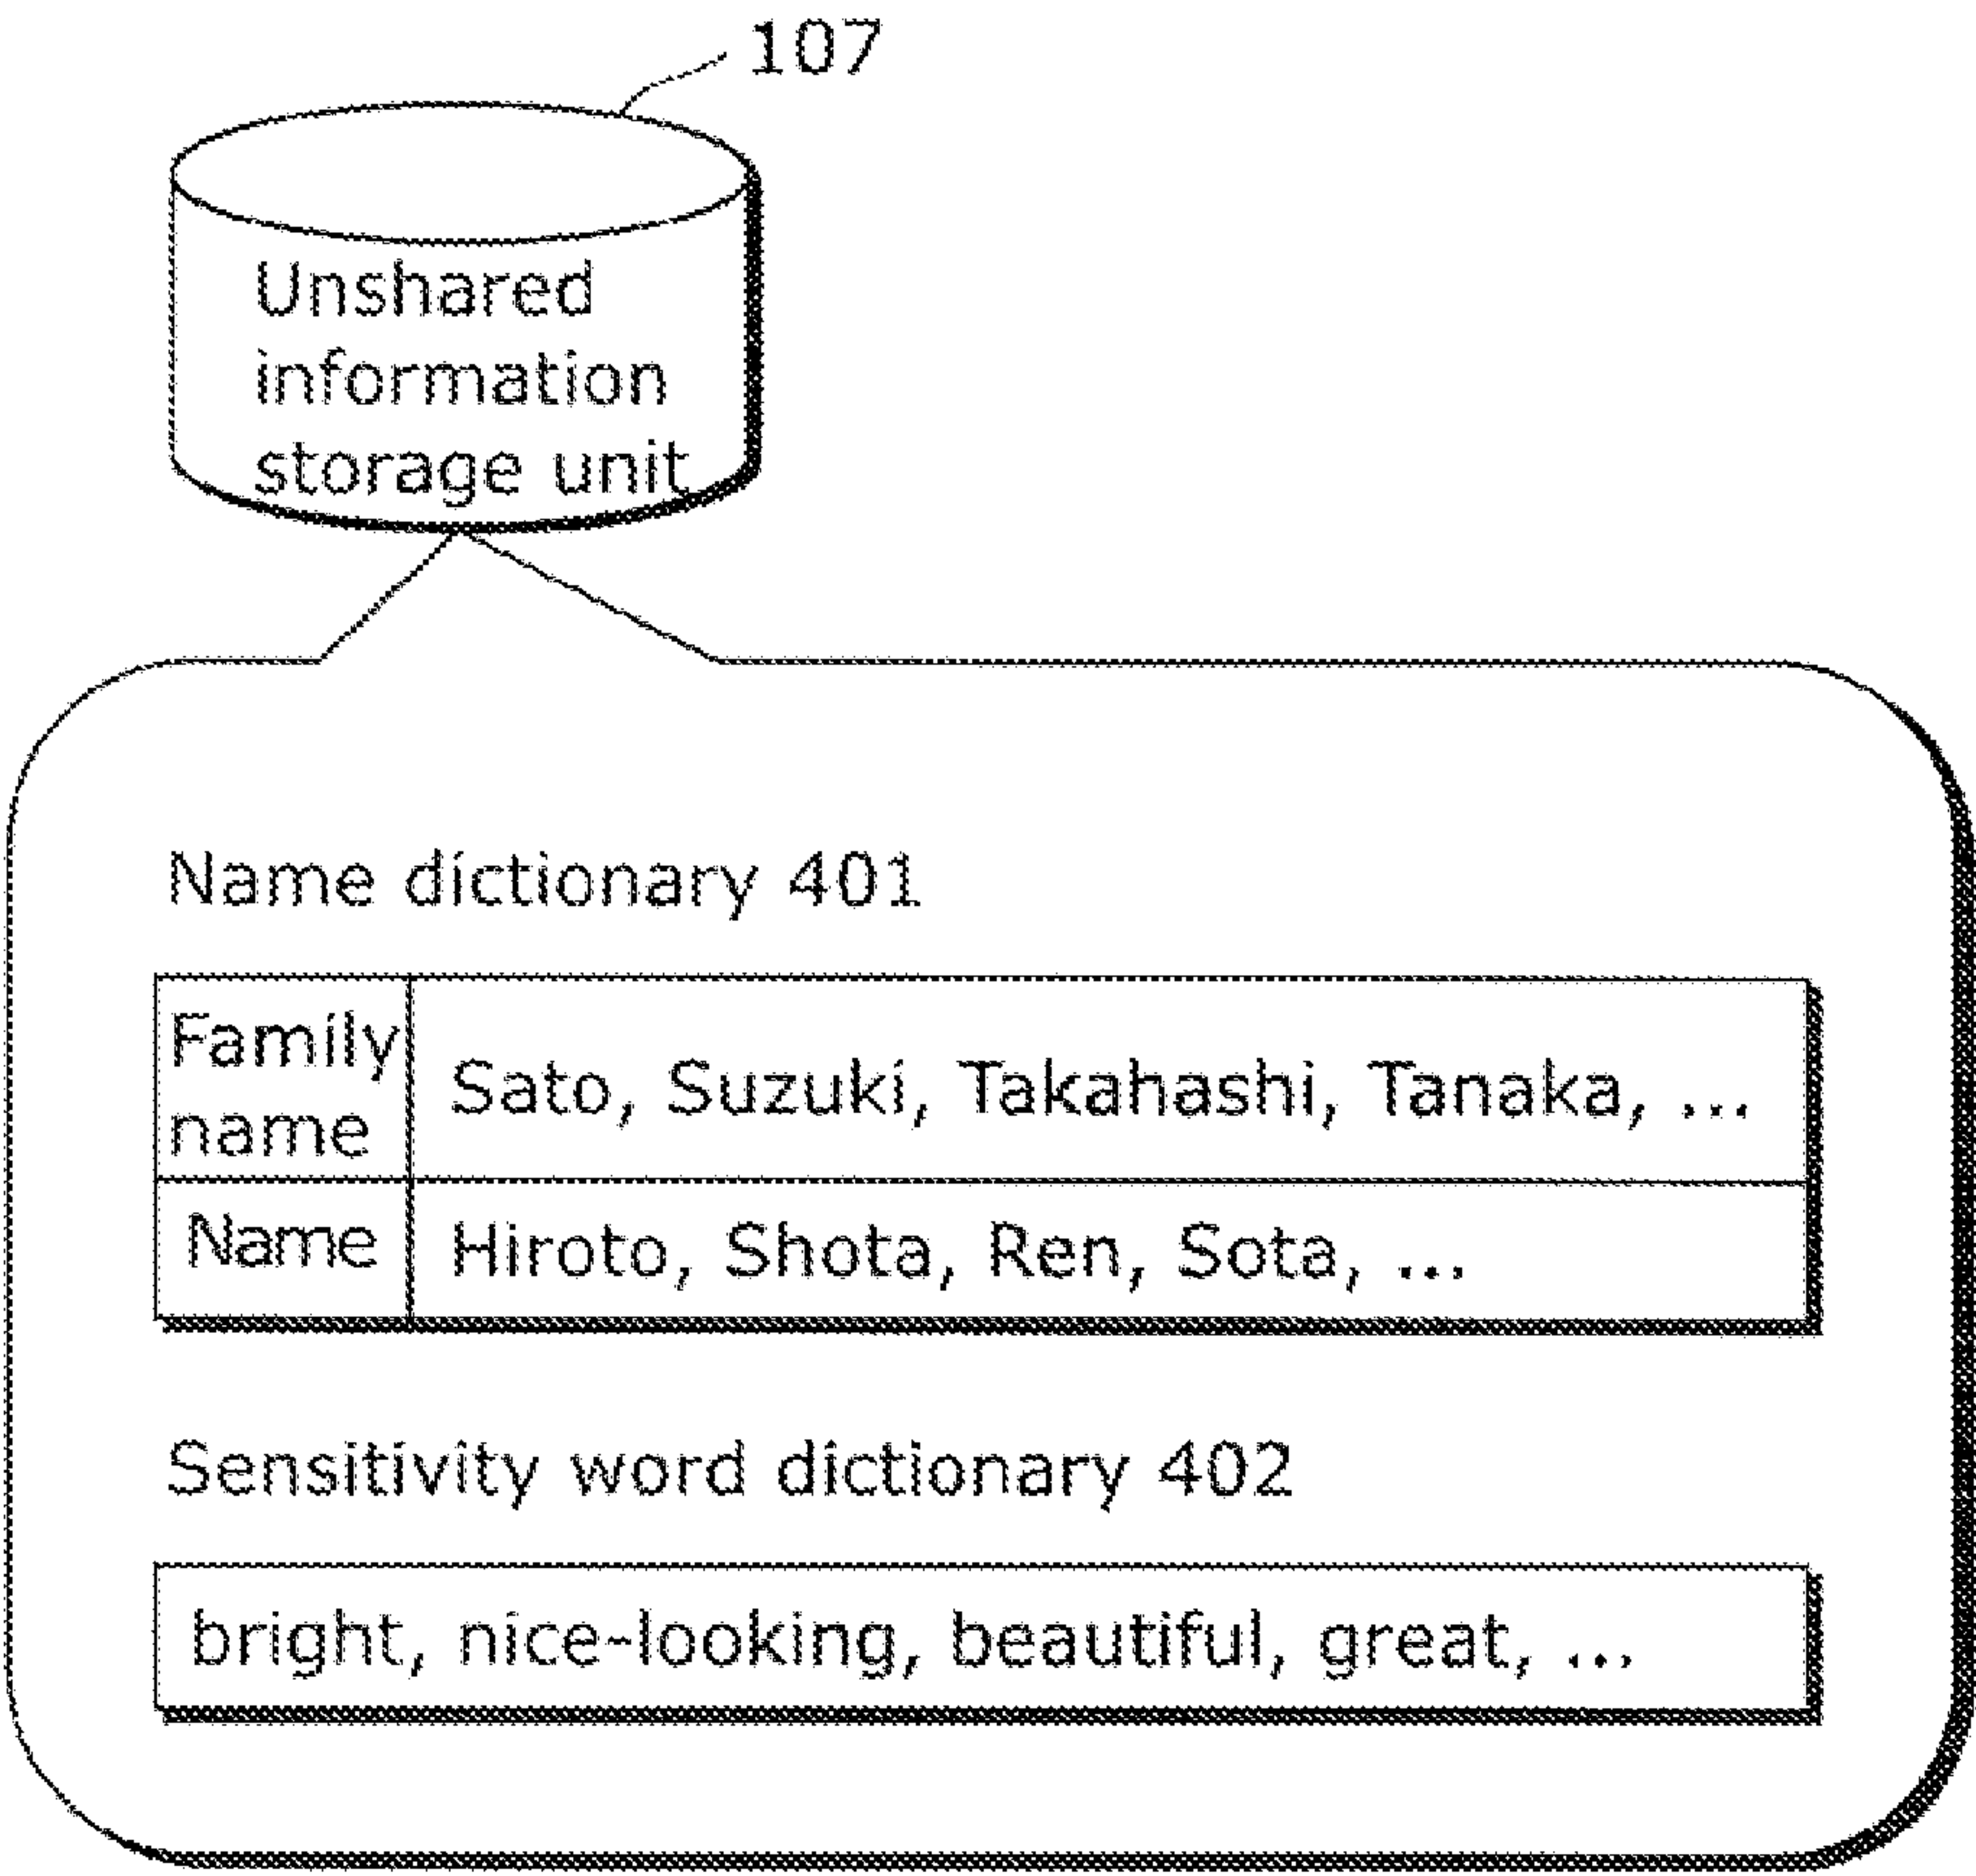 107
Unshared
information
storage unit
Name dictionary 401
Family
name
Sato, Suzuki, Takahashi, Tanaka, ...
Name
Hiroto, Shota, Ren, Sota, ...
Sensitivity word dictionary 402
bright, nice-looking, beautiful, great, ...